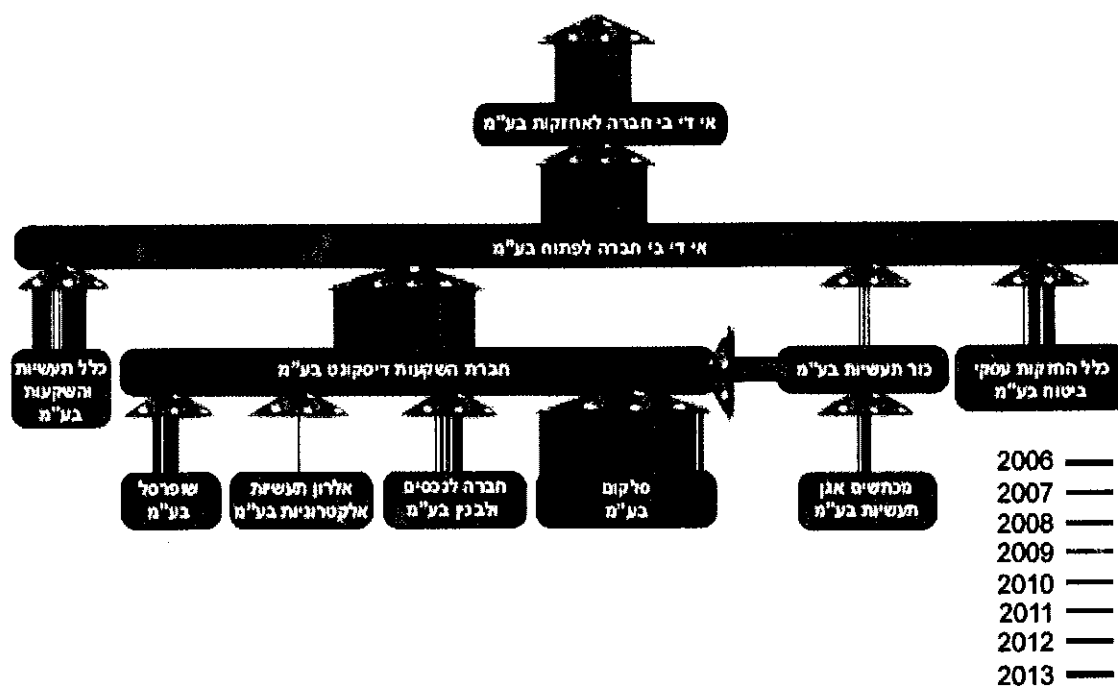 אי די בי חברה לאחזקות בע"מ
אי די בי חברה לפתוח בע"מ
כלל תעשיות
והשקעות
בע"מ
חברת השקעות דיסקונט בע"מ
כור תעשיות בע"מ
כלל החזקות עסקי
ביטוח בע"מ
שופרסל
בע"מ
אלרון תעשיות
אלקטרוניות בע"מ
חברה לנכסים
ולבנין בע"מ
סלקום
בע"מ
מכתשים אגן
תעשיות בע"מ
2006
2007
2008
2009
2010
2011
2012
2013